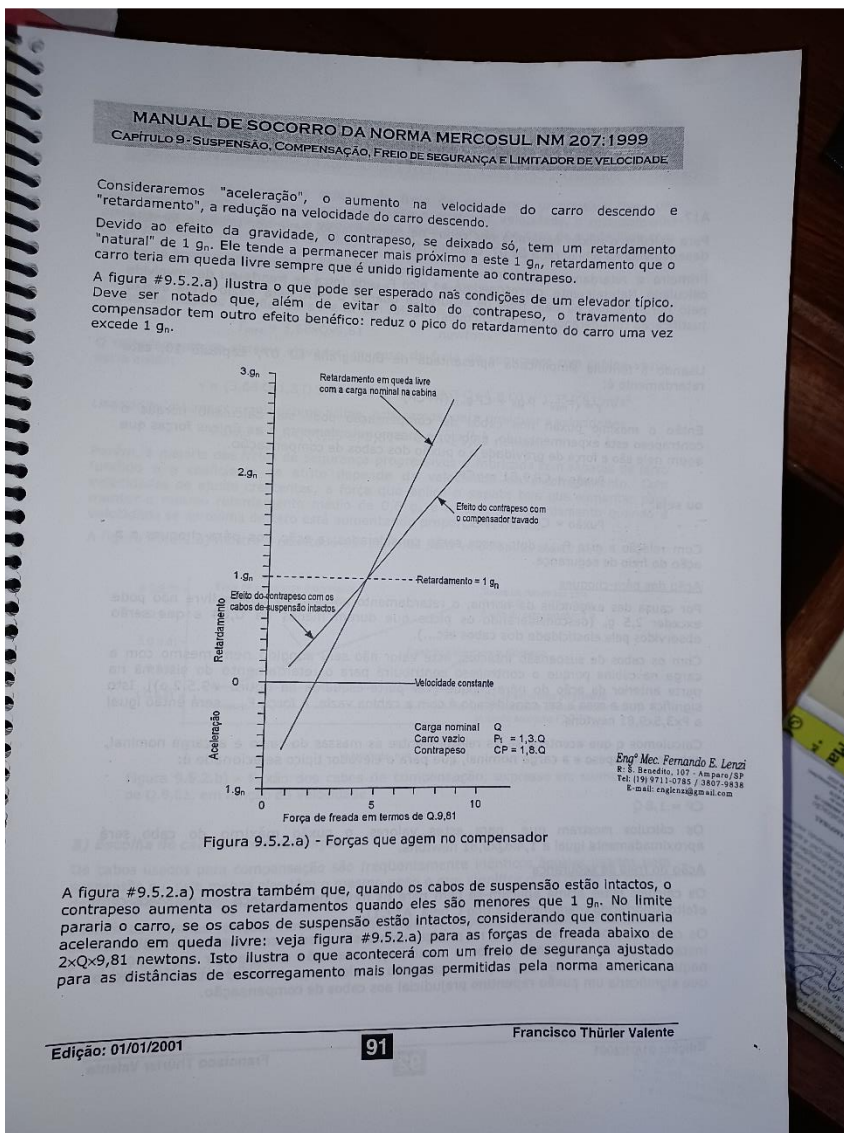 MANUAL DE SOCORRO DA NORMA MERCOSUL NM 207:1999
CAPÍTULO 9 - SUSPENSÃO, COMPENSAÇÃO, FREIO DE SEGURANÇA E LIMITADOR DE VELOCIDADE
Consideraremos "aceleração", o aumento na velocidade do carro descendo e
"retardamento", a redução na velocidade do carro descendo.
Devido ao efeito da gravidade, o contrapeso, se deixado só, tem um retardamento
"natural" de 1 gₙ. Ele tende a permanecer mais próximo a este 1 gₙ, retardamento que o
carro teria em queda livre sempre que é unido rigidamente ao contrapeso.
A figura #9.5.2.a) ilustra o que pode ser esperado nas condições de um elevador típico.
Deve ser notado que, além de evitar o salto do contrapeso, o travamento do
compensador tem outro efeito benéfico: reduz o pico do retardamento do carro uma vez
excede 1 gₙ.
3.gₙ
Retardamento em queda livre
com a carga nominal na cabina
2.gₙ
Efeito do contrapeso com
o compensador travado
1.gₙ
Retardamento = 1 gₙ
Efeito do contrapeso com os
cabos de suspensão intactos
Retardamento
0
Velocidade constante
Aceleração
Carga nominal Q
Carro vazio Pₜ = 1,3.Q
Contrapeso CP = 1,8.Q
Engº Mec. Fernando E. Lenzi
R: S. Benedito, 107 - Amparo/SP
Tel: (19) 9711-0785 / 3807-9838
E-mail: englenzi@gmail.com
1.gₙ
0 5 10
Força de freada em termos de Q.9,81
Figura 9.5.2.a) - Forças que agem no compensador
A figura #9.5.2.a) mostra também que, quando os cabos de suspensão estão intactos, o
contrapeso aumenta os retardamentos quando eles são menores que 1 gₙ. No limite
pararia o carro, se os cabos de suspensão estão intactos, considerando que continuaria
acelerando em queda livre: veja figura #9.5.2.a) para as forças de freada abaixo de
2xQx9,81 newtons. Isto ilustra o que acontecerá com um freio de segurança ajustado
para as distâncias de escorregamento mais longas permitidas pela norma americana
Edição: 01/01/2001
91
Francisco Thürler Valente